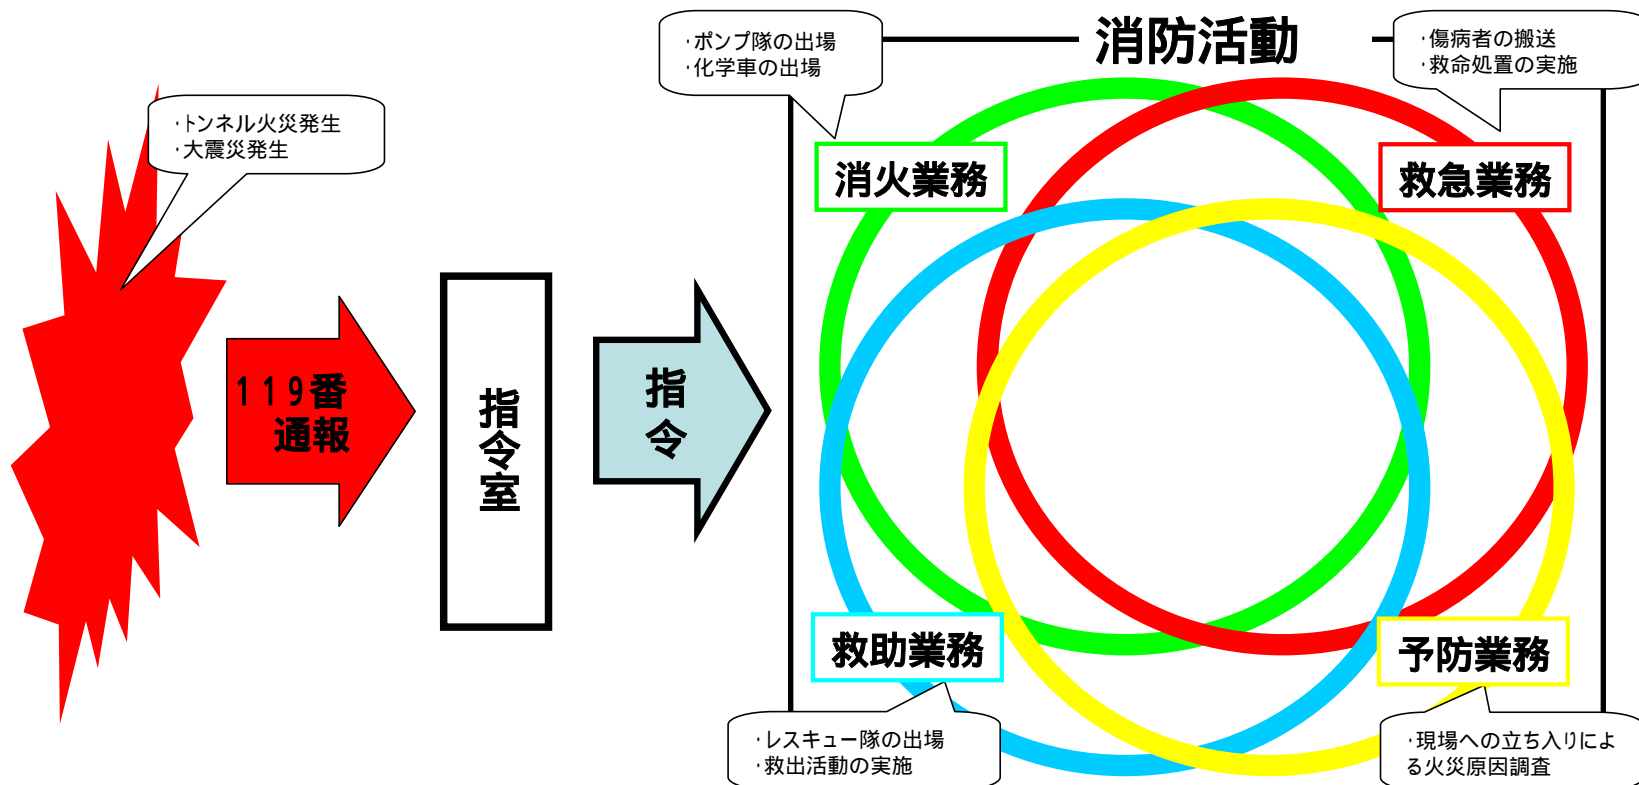 ・トンネル火災発生
・大震災発生
119番
通報
指令室
指令
消防活動
・ポンプ隊の出場
・化学車の出場
消火業務
・傷病者の搬送
・救命処置の実施
救急業務
救助業務
・レスキュー隊の出場
・救出活動の実施
予防業務
・現場への立ち入りによ
る火災原因調査